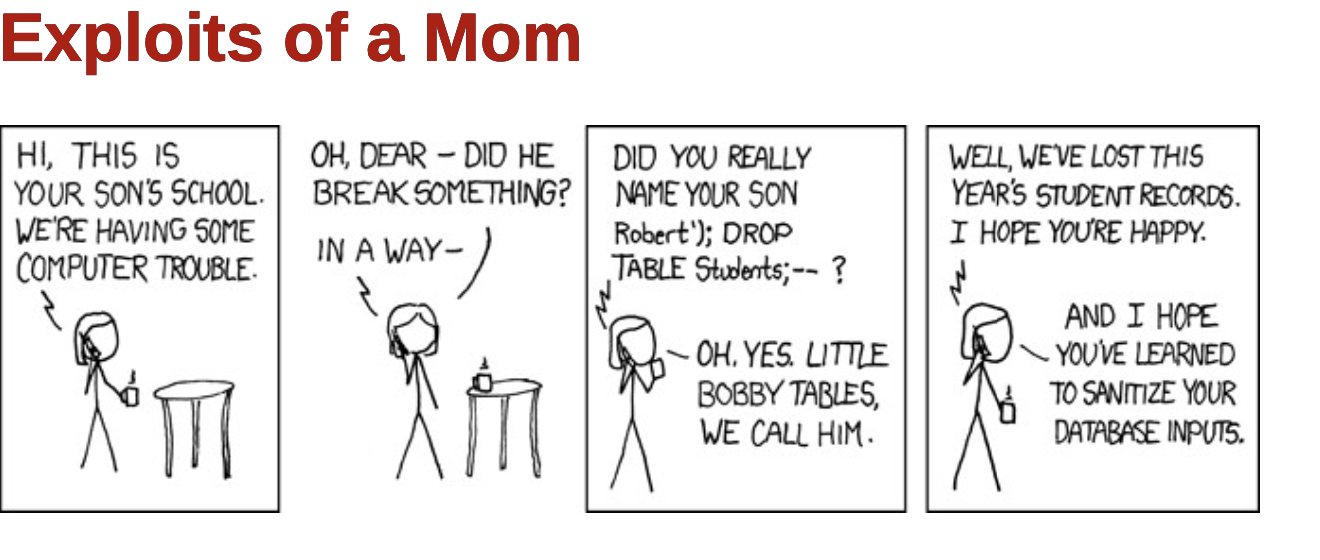 Exploits of a Mom
HI, THIS IS
YOUR SON'S SCHOOL.
WE'RE HAVING SOME
COMPUTER TROUBLE.
OH, DEAR – DID HE
BREAK SOMETHING?
IN A WAY–
DID YOU REALLY
NAME YOUR SON
Robert'); DROP
TABLE Students;-- ?
OH. YES. LITTLE
BOBBY TABLES,
WE CALL HIM.
WELL, WE'VE LOST THIS
YEAR'S STUDENT RECORDS.
I HOPE YOU'RE HAPPY.
AND I HOPE
YOU'VE LEARNED
TO SANITIZE YOUR
DATABASE INPUTS.